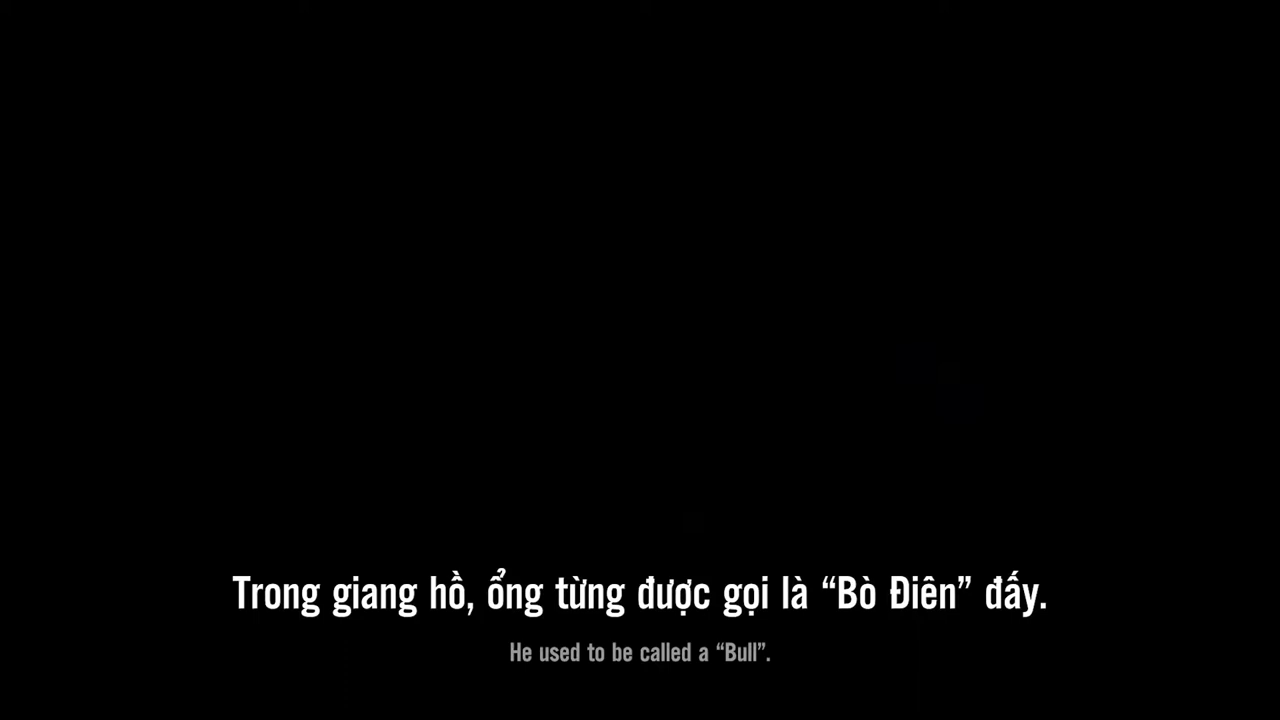 Trong giang hồ, ổng từng được gọi là “Bò Điên” đấy.
He used to be called a “Bull”.